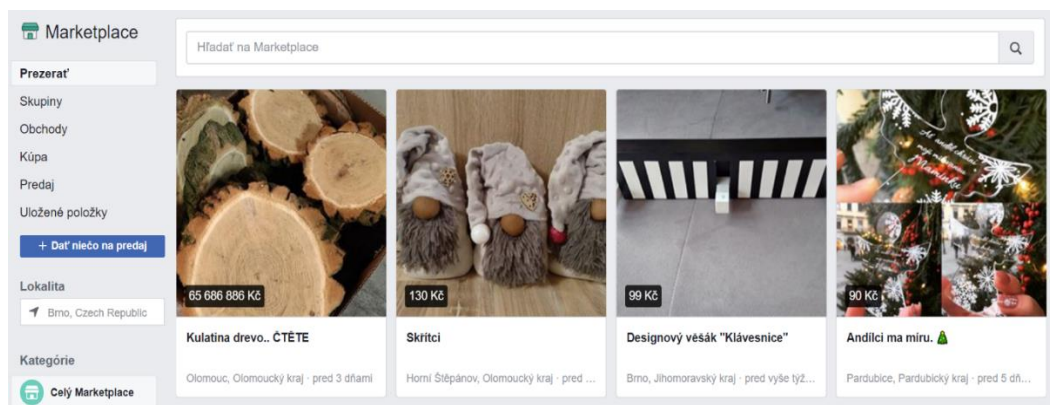 Marketplace
Hľadať na Marketplace
Prezerať
Skupiny
Obchody
Kúpa
Predaj
Uložené položky
+ Dať niečo na predaj
Lokalita
Brno, Czech Republic
Kategórie
Celý Marketplace
65 686 886 Kč
Kulatina drevo.. ČTĚTE
Olomouc, Olomoucký kraj · pred 3 dňami
130 Kč
Skřítci
Horní Štěpánov, Olomoucký kraj · pred ...
99 Kč
Designový věšák "Klávesnice"
Brno, Jihomoravský kraj · pred vyše týž...
Maminky
90 Kč
Andílci ma míru.
Pardubice, Pardubický kraj · pred 5 dň...